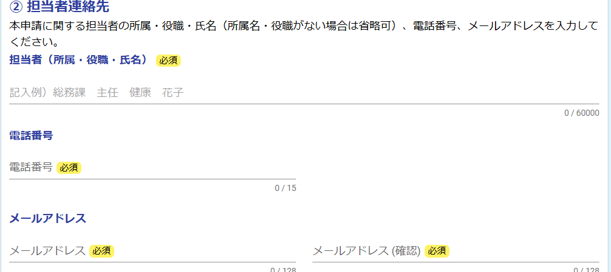 ② 担当者連絡先
本申請に関する担当者の所属・役職・氏名（所属名・役職がない場合は省略可）、電話番号、メールアドレスを入力して
ください。
担当者（所属・役職・氏名） 必須
記入例）総務課　主任　健康　花子
0 / 60000
電話番号
電話番号 必須
0 / 15
メールアドレス
メールアドレス 必須 メールアドレス (確認) 必須
0 / 128 0 / 128